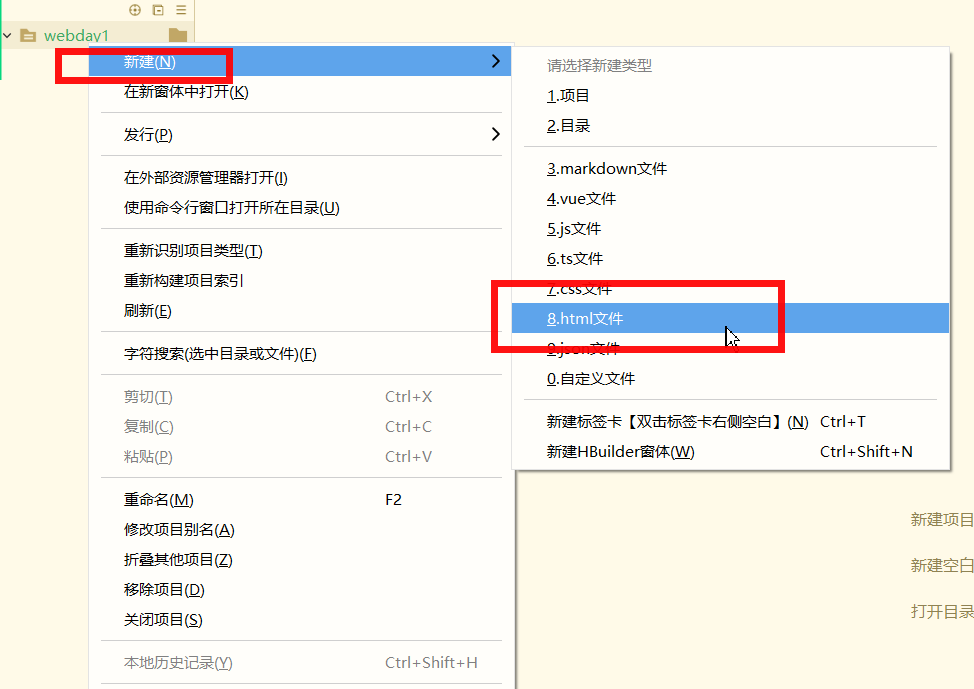 webday1
新建(N)
在新窗体中打开(K)
发行(P)
在外部资源管理器打开(I)
使用命令行窗口打开所在目录(U)
重新识别项目类型(T)
重新构建项目索引
刷新(E)
字符搜索(选中目录或文件)(F)
剪切(T) Ctrl+X
复制(C) Ctrl+C
粘贴(P) Ctrl+V
重命名(M) F2
修改项目别名(A)
折叠其他项目(Z)
移除项目(D)
关闭项目(S)
本地历史记录(Y) Ctrl+Shift+H
请选择新建类型
1.项目
2.目录
3.markdown文件
4.vue文件
5.js文件
6.ts文件
7.css文件
8.html文件
9.json文件
0.自定义文件
新建标签卡【双击标签卡右侧空白】(N) Ctrl+T
新建HBuilder窗体(W) Ctrl+Shift+N
新建项目
新建空白
打开目录